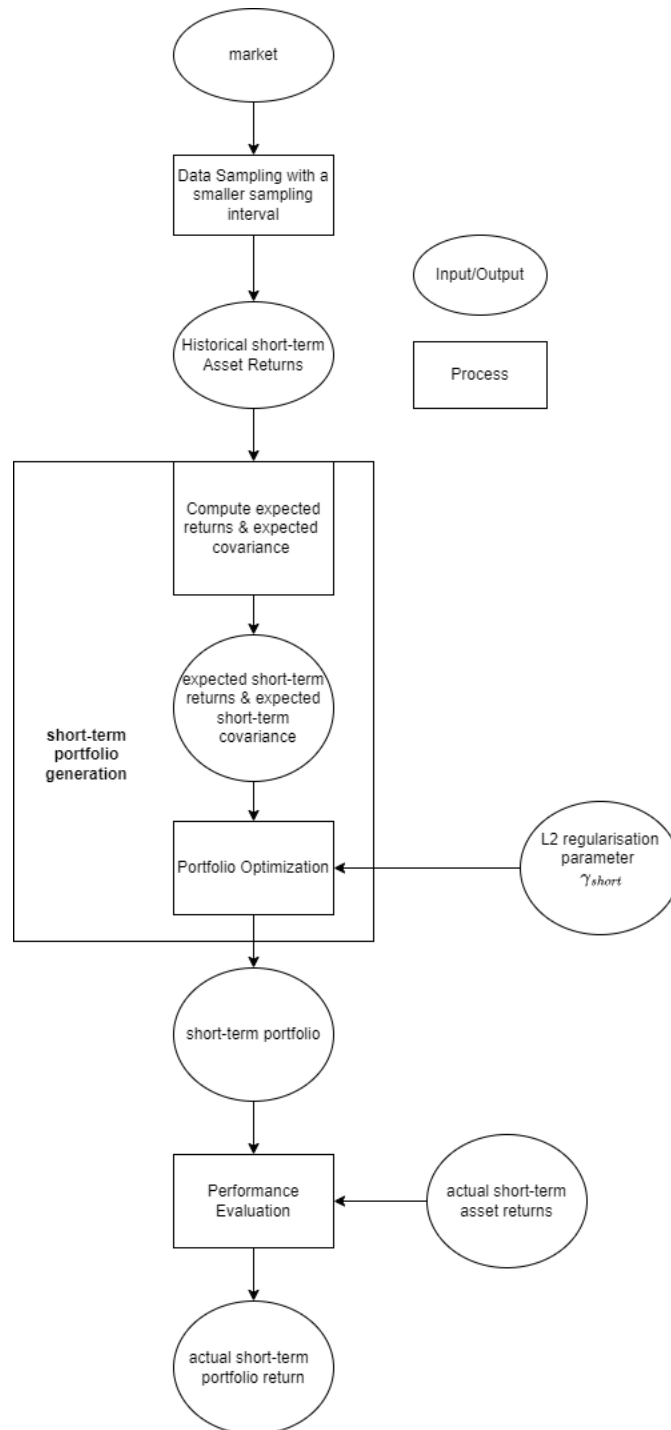 market
Data Sampling with a
smaller sampling
interval
Input/Output
Historical short-term
Asset Returns
Process
Compute expected
returns & expected
covariance
expected short-term
returns & expected
short-term
covariance
short-term
portfolio
generation
Portfolio Optimization
L2 regularisation
parameter
γshort
short-term portfolio
Performance
Evaluation
actual short-term
asset returns
actual short-term
portfolio return